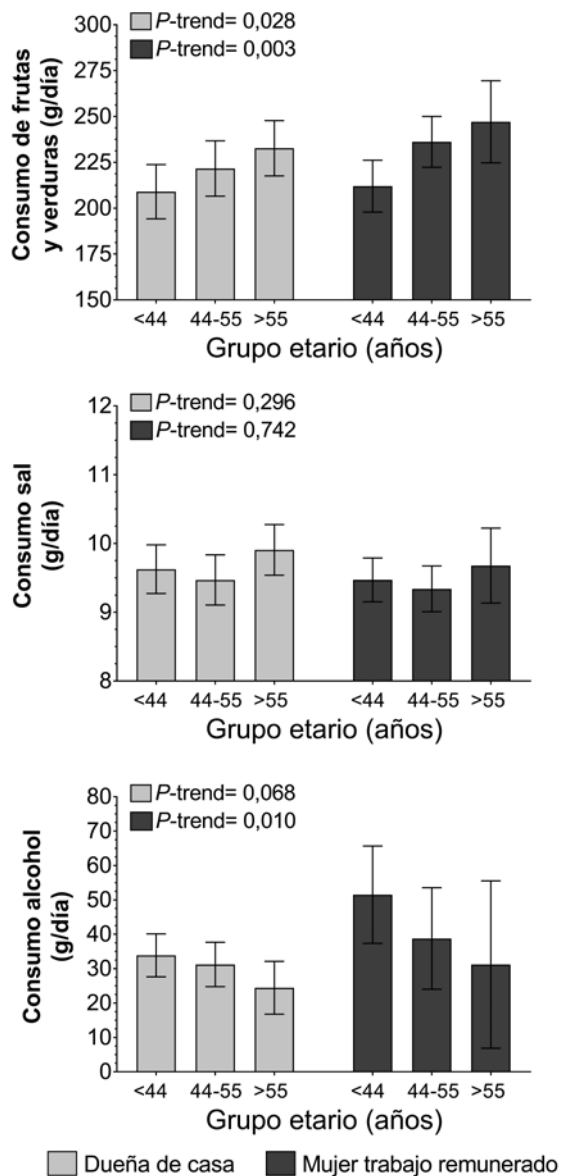 P-trend= 0,028
P-trend= 0,003
Consumo de frutas
y verduras (g/día)
300
275
250
225
200
175
150
<44 44-55 >55 <44 44-55 >55
Grupo etario (años)
P-trend= 0,296
P-trend= 0,742
Consumo sal
(g/día)
12
11
10
9
8
<44 44-55 >55 <44 44-55 >55
Grupo etario (años)
P-trend= 0,068
P-trend= 0,010
Consumo alcohol
(g/día)
80
70
60
50
40
30
20
10
0
<44 44-55 >55 <44 44-55 >55
Grupo etario (años)
Dueña de casa Mujer trabajo remunerado